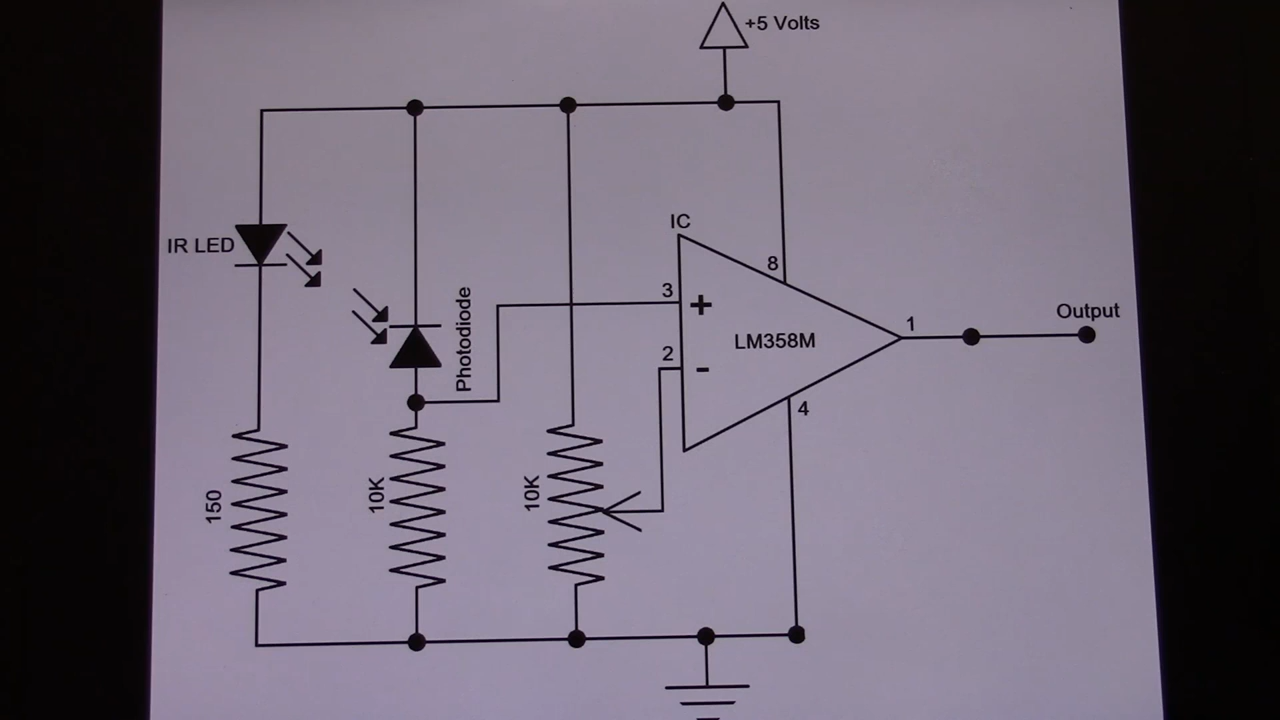 +5 Volts
IC
IR LED
8
3
+
Photodiode
Output
1
LM358M
2
-
4
150
10K
10K